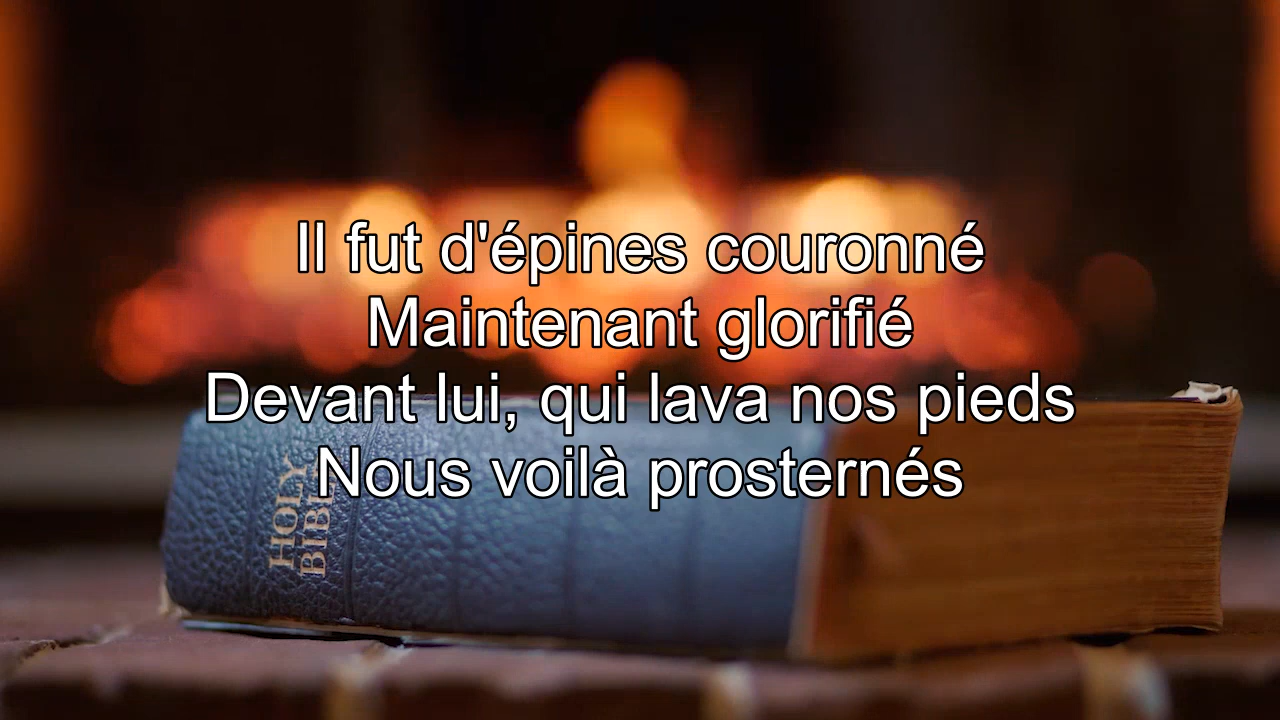 Il fut d'épines couronné
Maintenant glorifié
Devant lui, qui lava nos pieds
Nous voilà prosternés
HOLY
BIBLE